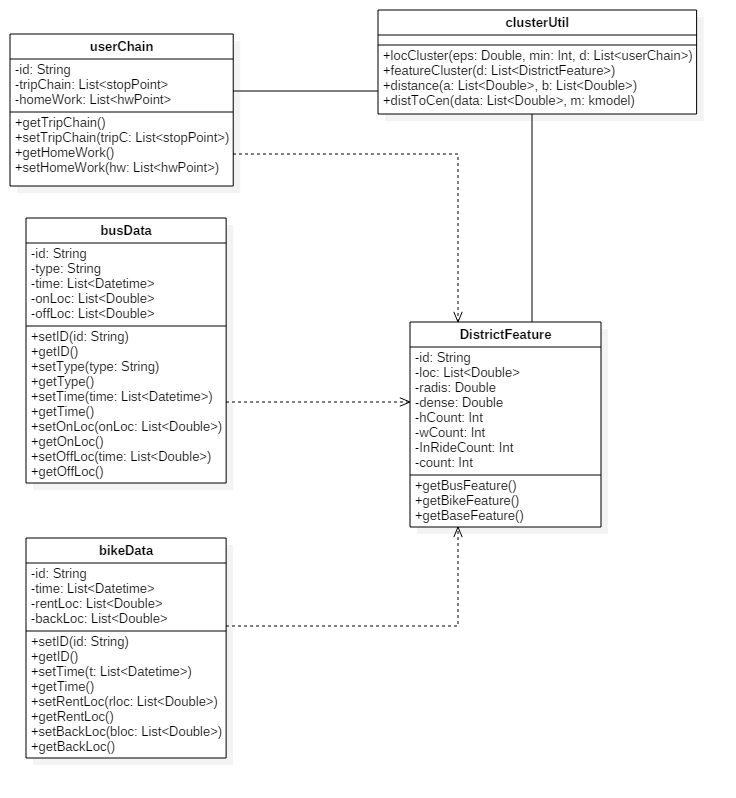 userChain
-id: String
-tripChain: List<stopPoint>
-homeWork: List<hwPoint>
+getTripChain()
+setTripChain(tripC: List<stopPoint>)
+getHomeWork()
+setHomeWork(hw: List<hwPoint>)
clusterUtil
+locCluster(eps: Double, min: Int, d: List<userChain>)
+featureCluster(d: List<DistrictFeature>)
+distance(a: List<Double>, b: List<Double>)
+distToCen(data: List<Double>, m: kmodel)
busData
-id: String
-type: String
-time: List<Datetime>
-onLoc: List<Double>
-offLoc: List<Double>
+setID(id: String)
+getID()
+setType(type: String)
+getType()
+setTime(time: List<Datetime>)
+getTime()
+setOnLoc(onLoc: List<Double>)
+getOnLoc()
+setOffLoc(time: List<Double>)
+getOffLoc()
DistrictFeature
-id: String
-loc: List<Double>
-radis: Double
-dense: Double
-hCount: Int
-wCount: Int
-InRideCount: Int
-count: Int
+getBusFeature()
+getBikeFeature()
+getBaseFeature()
bikeData
-id: String
-time: List<Datetime>
-rentLoc: List<Double>
-backLoc: List<Double>
+setID(id: String)
+getID()
+setTime(t: List<Datetime>)
+getTime()
+setRentLoc(rloc: List<Double>)
+getRentLoc()
+setBackLoc(bloc: List<Double>)
+getBackLoc()